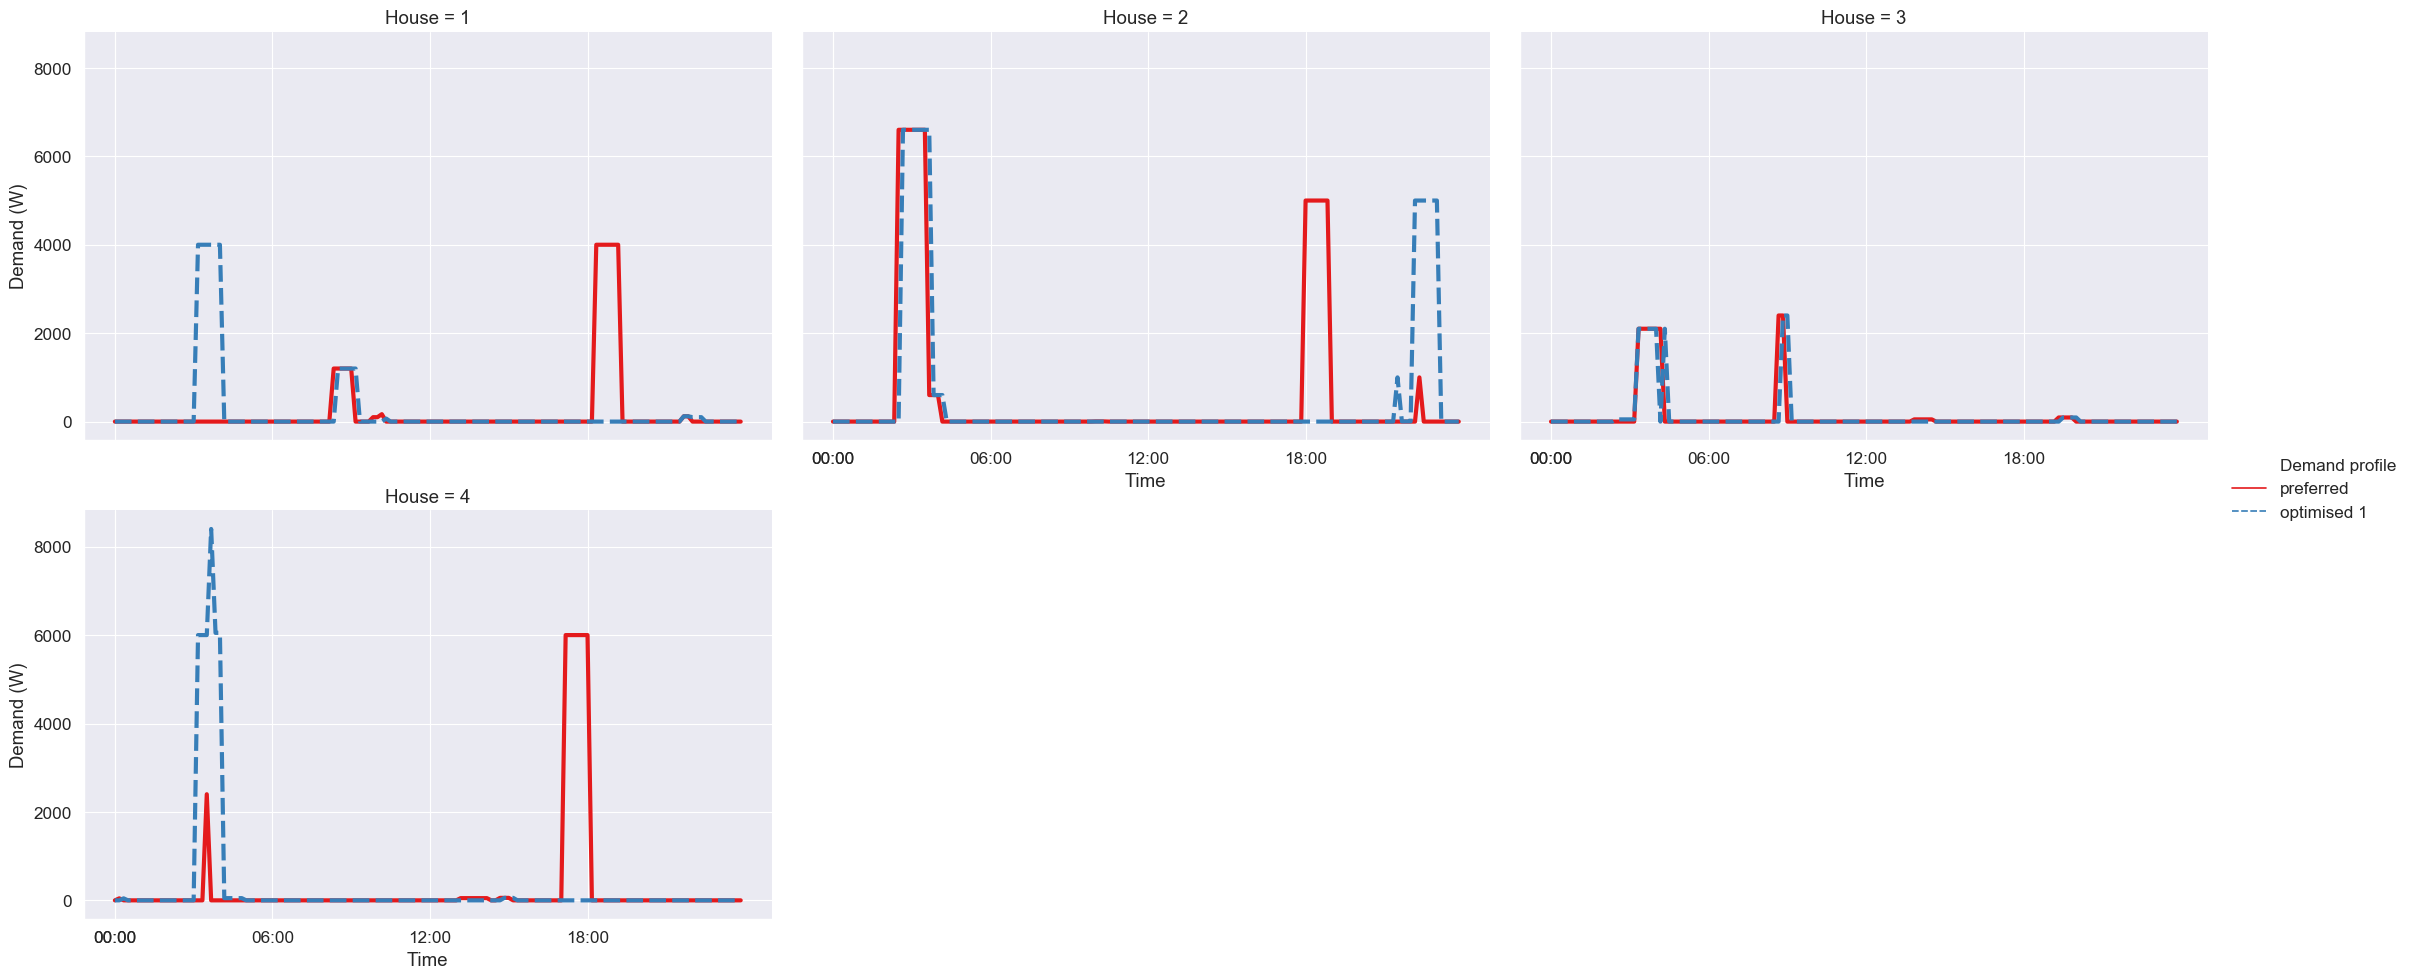 House = 1
House = 2
House = 3
8000
6000
4000
2000
0
Demand (W)
00:00 06:00 12:00 18:00
Time
00:00 06:00 12:00 18:00
Time
Demand profile
preferred
optimised 1
House = 4
8000
6000
4000
2000
0
Demand (W)
00:00 06:00 12:00 18:00
Time